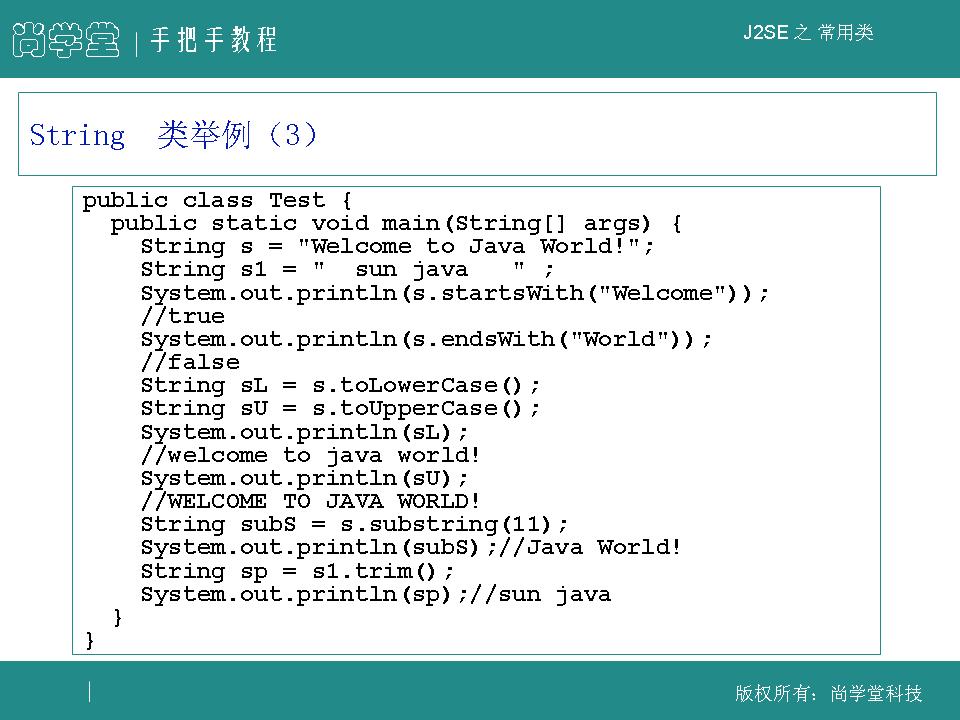 尚学堂 | 手把手教程
J2SE 之 常用类
String 类举例（3）
public class Test {
  public static void main(String[] args) {
    String s = "Welcome to Java World!";
    String s1 = "  sun java   " ;
    System.out.println(s.startsWith("Welcome"));
    //true
    System.out.println(s.endsWith("World"));
    //false
    String sL = s.toLowerCase();
    String sU = s.toUpperCase();
    System.out.println(sL);
    //welcome to java world!
    System.out.println(sU);
    //WELCOME TO JAVA WORLD!
    String subS = s.substring(11);
    System.out.println(subS);//Java World!
    String sp = s1.trim();
    System.out.println(sp);//sun java
  }
}
版权所有：尚学堂科技